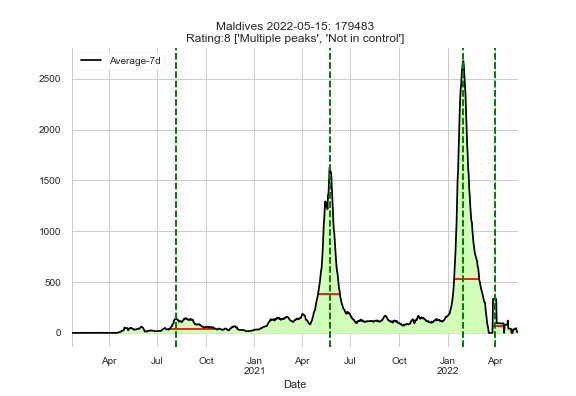 Maldives 2022-05-15: 179483
Rating:8 ['Multiple peaks', 'Not in control']
Average-7d
2500
2000
1500
1000
500
0
Apr Jul Oct Jan Apr Jul Oct Jan Apr
2021 2022
Date